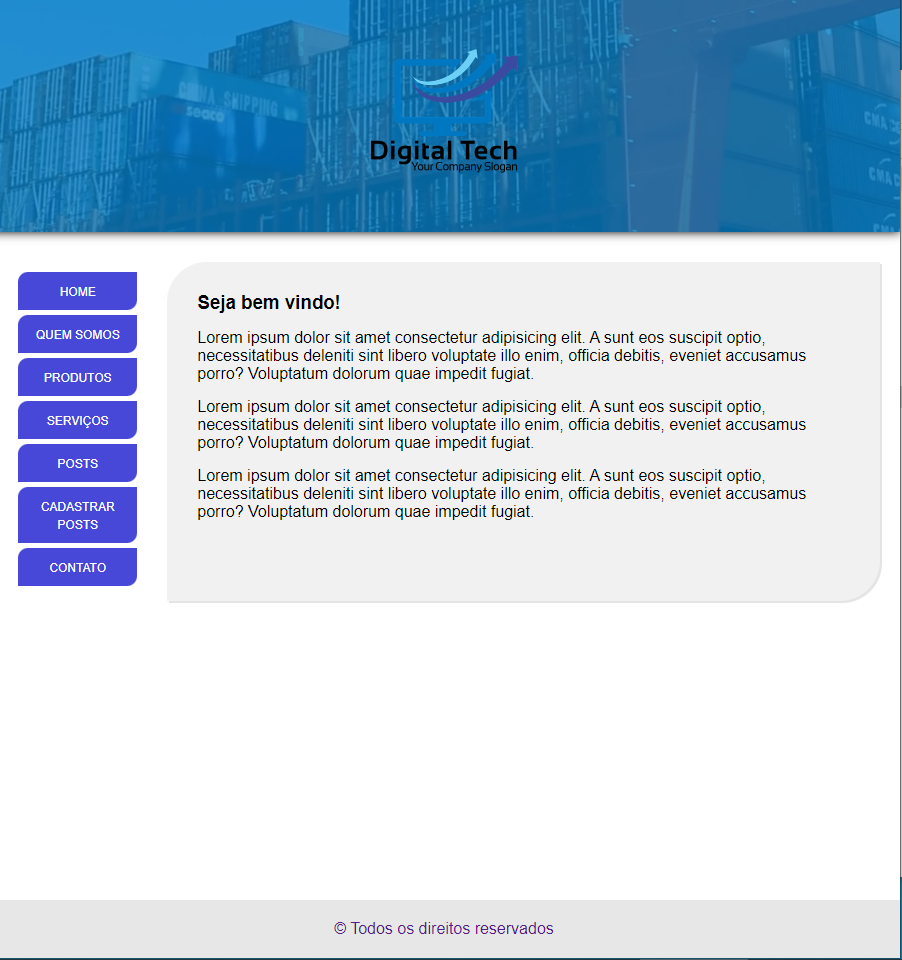 CHINA SHIPPING
seaco
CMA
CMA
Digital Tech
Your Company Slogan
HOME
QUEM SOMOS
PRODUTOS
SERVIÇOS
POSTS
CADASTRAR
POSTS
CONTATO
Seja bem vindo!
Lorem ipsum dolor sit amet consectetur adipisicing elit. A sunt eos suscipit optio,
necessitatibus deleniti sint libero voluptate illo enim, officia debitis, eveniet accusamus
porro? Voluptatum dolorum quae impedit fugiat.
Lorem ipsum dolor sit amet consectetur adipisicing elit. A sunt eos suscipit optio,
necessitatibus deleniti sint libero voluptate illo enim, officia debitis, eveniet accusamus
porro? Voluptatum dolorum quae impedit fugiat.
Lorem ipsum dolor sit amet consectetur adipisicing elit. A sunt eos suscipit optio,
necessitatibus deleniti sint libero voluptate illo enim, officia debitis, eveniet accusamus
porro? Voluptatum dolorum quae impedit fugiat.
© Todos os direitos reservados